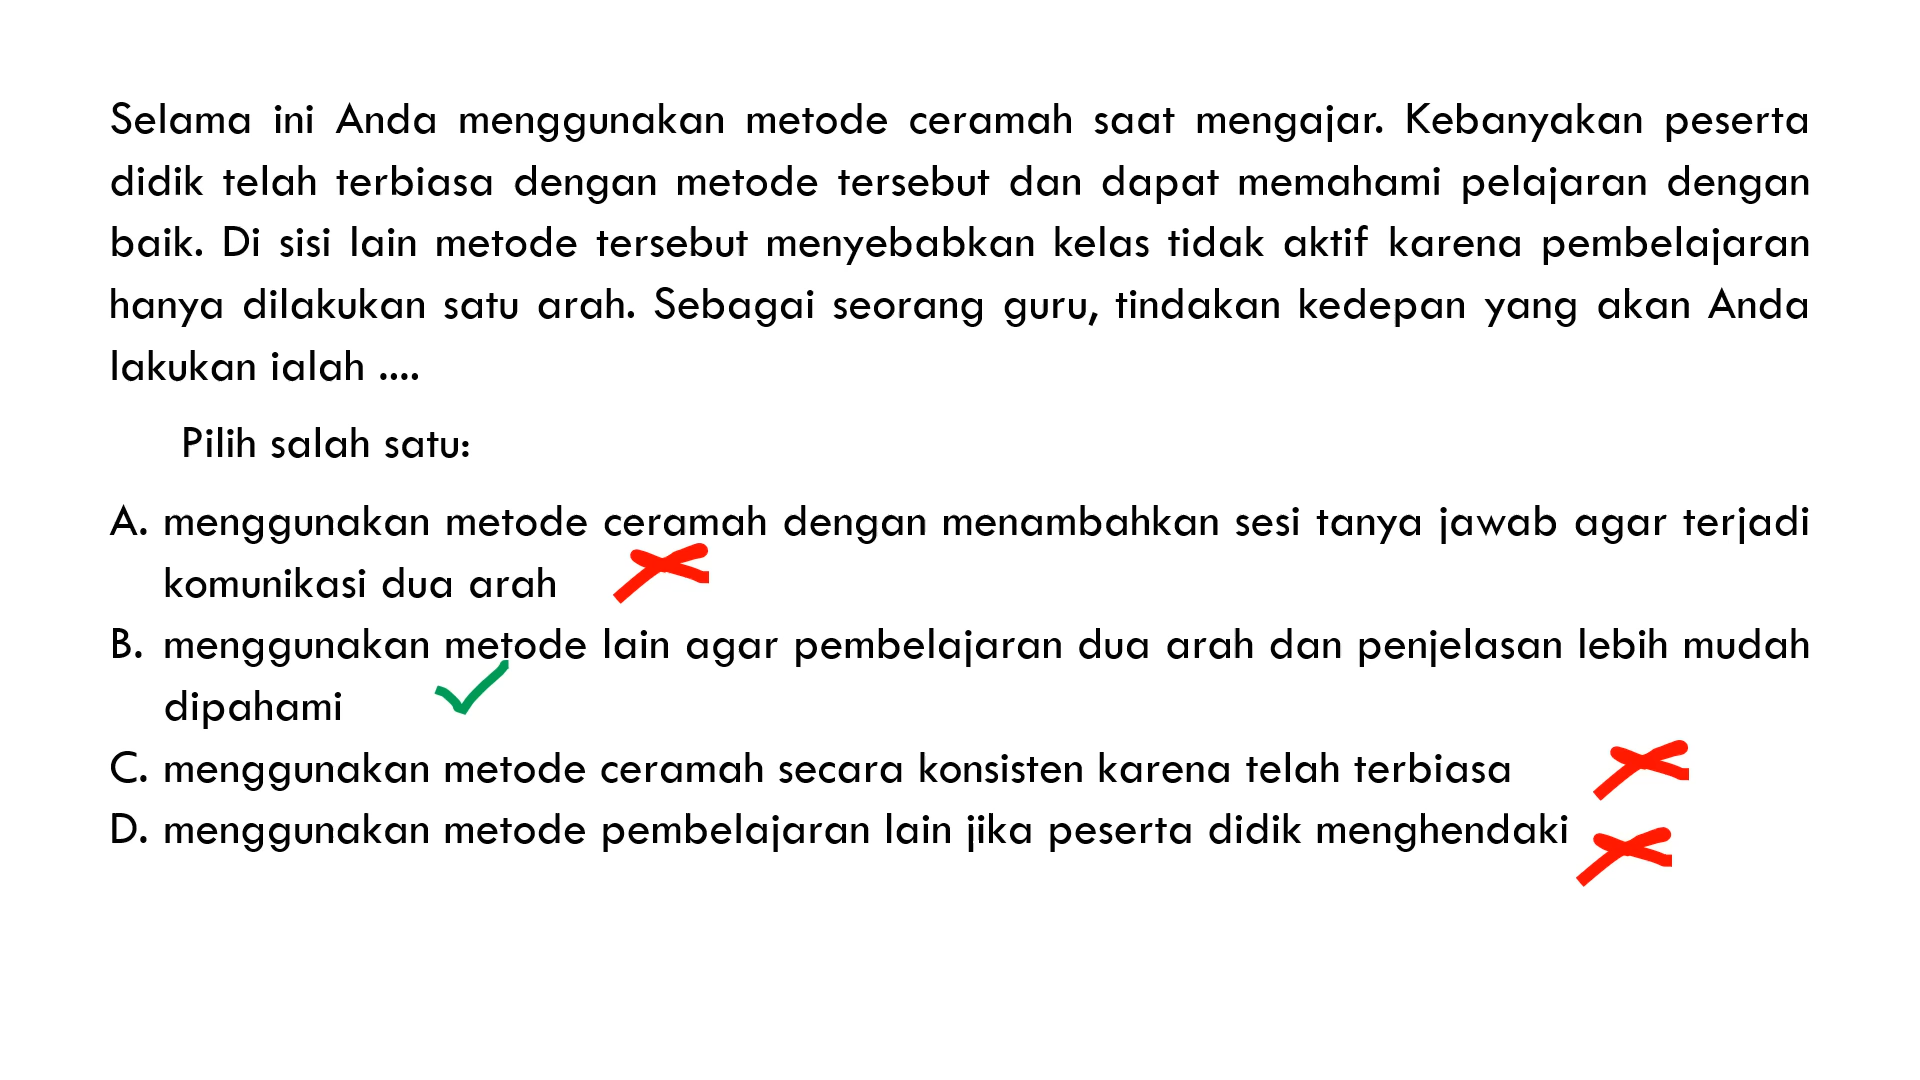 Selama ini Anda menggunakan metode ceramah saat mengajar. Kebanyakan peserta
didik telah terbiasa dengan metode tersebut dan dapat memahami pelajaran dengan
baik. Di sisi lain metode tersebut menyebabkan kelas tidak aktif karena pembelajaran
hanya dilakukan satu arah. Sebagai seorang guru, tindakan kedepan yang akan Anda
lakukan ialah ....
Pilih salah satu:
A. menggunakan metode ceramah dengan menambahkan sesi tanya jawab agar terjadi
komunikasi dua arah
B. menggunakan metode lain agar pembelajaran dua arah dan penjelasan lebih mudah
dipahami
C. menggunakan metode ceramah secara konsisten karena telah terbiasa
D. menggunakan metode pembelajaran lain jika peserta didik menghendaki